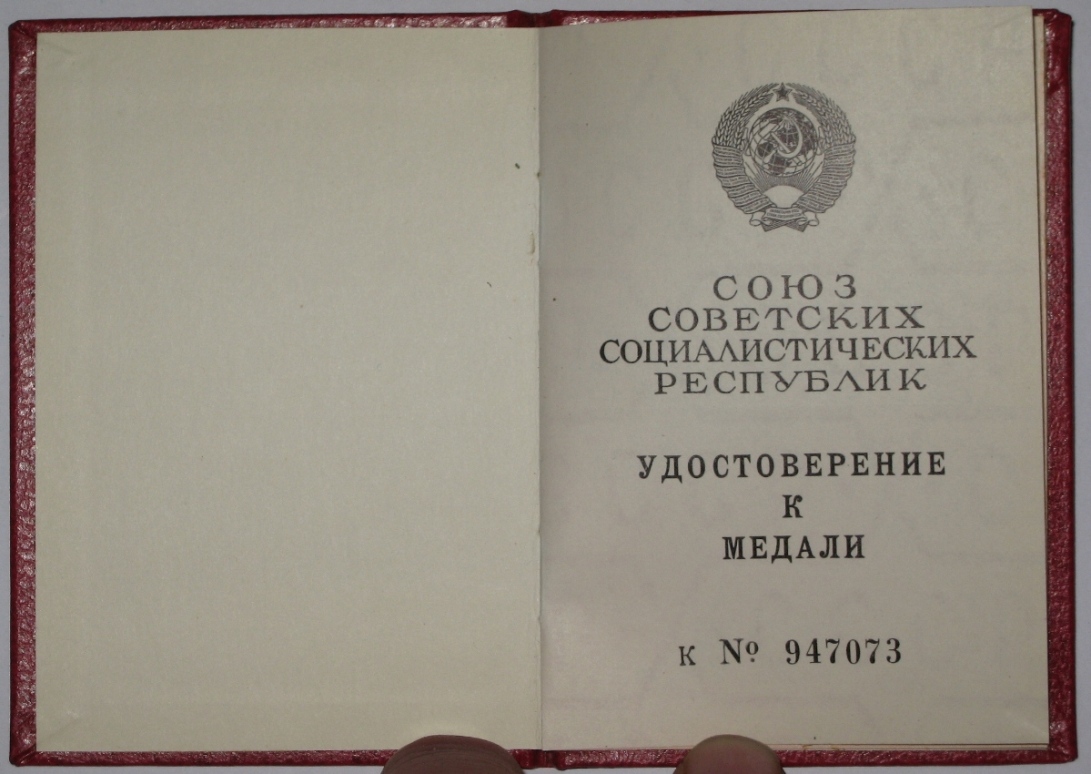 СОЮЗ
СОВЕТСКИХ
СОЦИАЛИСТИЧЕСКИХ
РЕСПУБЛИК
УДОСТОВЕРЕНИЕ
К
МЕДАЛИ
К № 947073